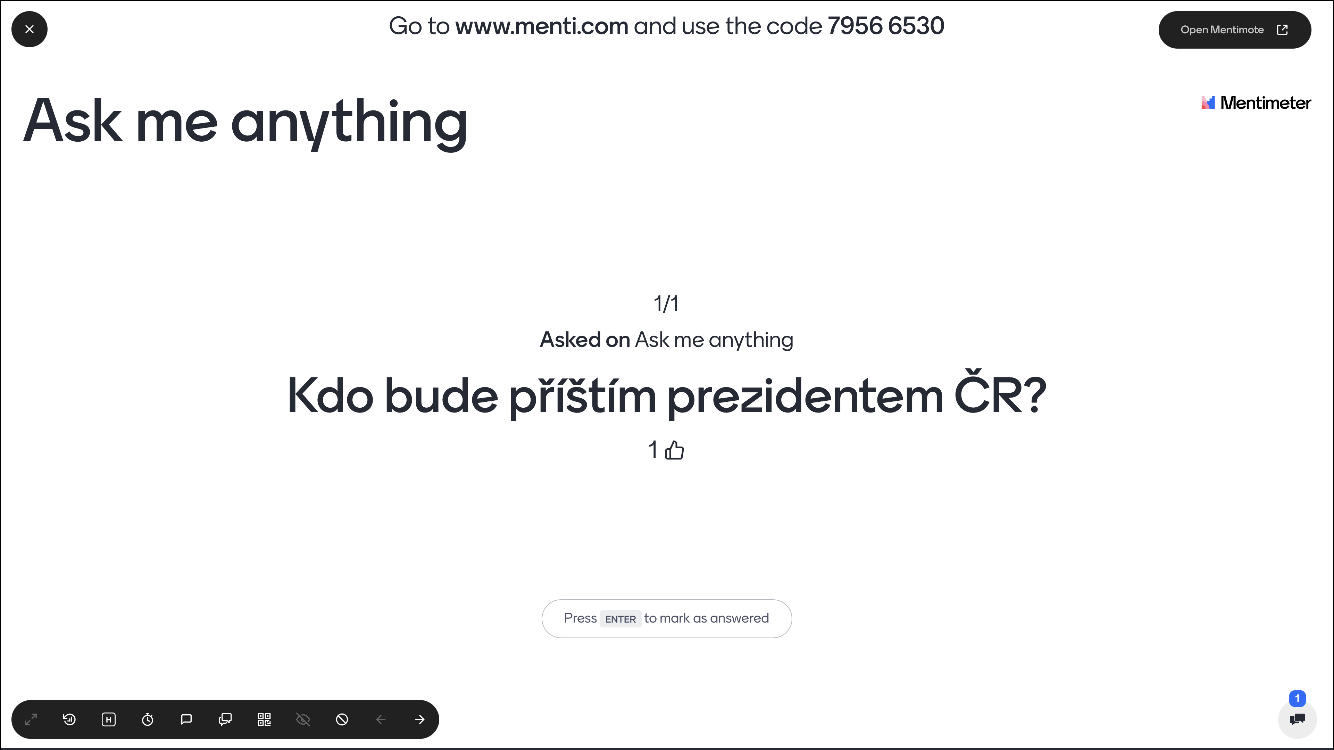 Go to www.menti.com and use the code 7956 6530
Open Mentimote
Ask me anything
Mentimeter
1/1
Asked on Ask me anything
Kdo bude příštím prezidentem ČR?
1
Press ENTER to mark as answered
H
1